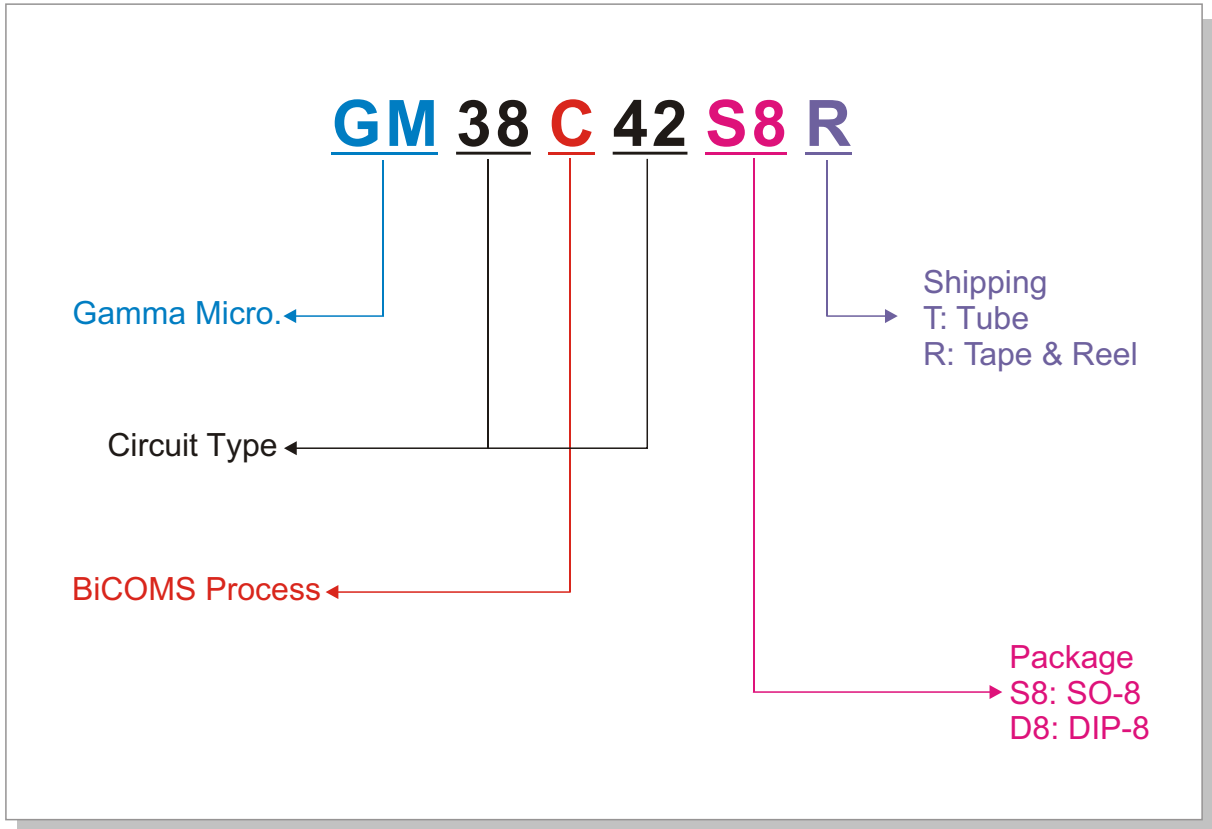 GM 38 C 42 S8 R
Gamma Micro.
Shipping
T: Tube
R: Tape & Reel
Circuit Type
BiCOMS Process
Package
S8: SO-8
D8: DIP-8